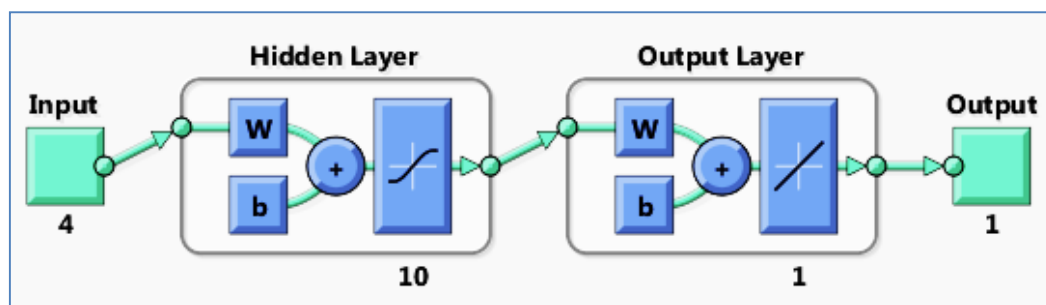 Hidden Layer
Output Layer
Input
Output
W
W
+
+
b
b
4
1
10
1